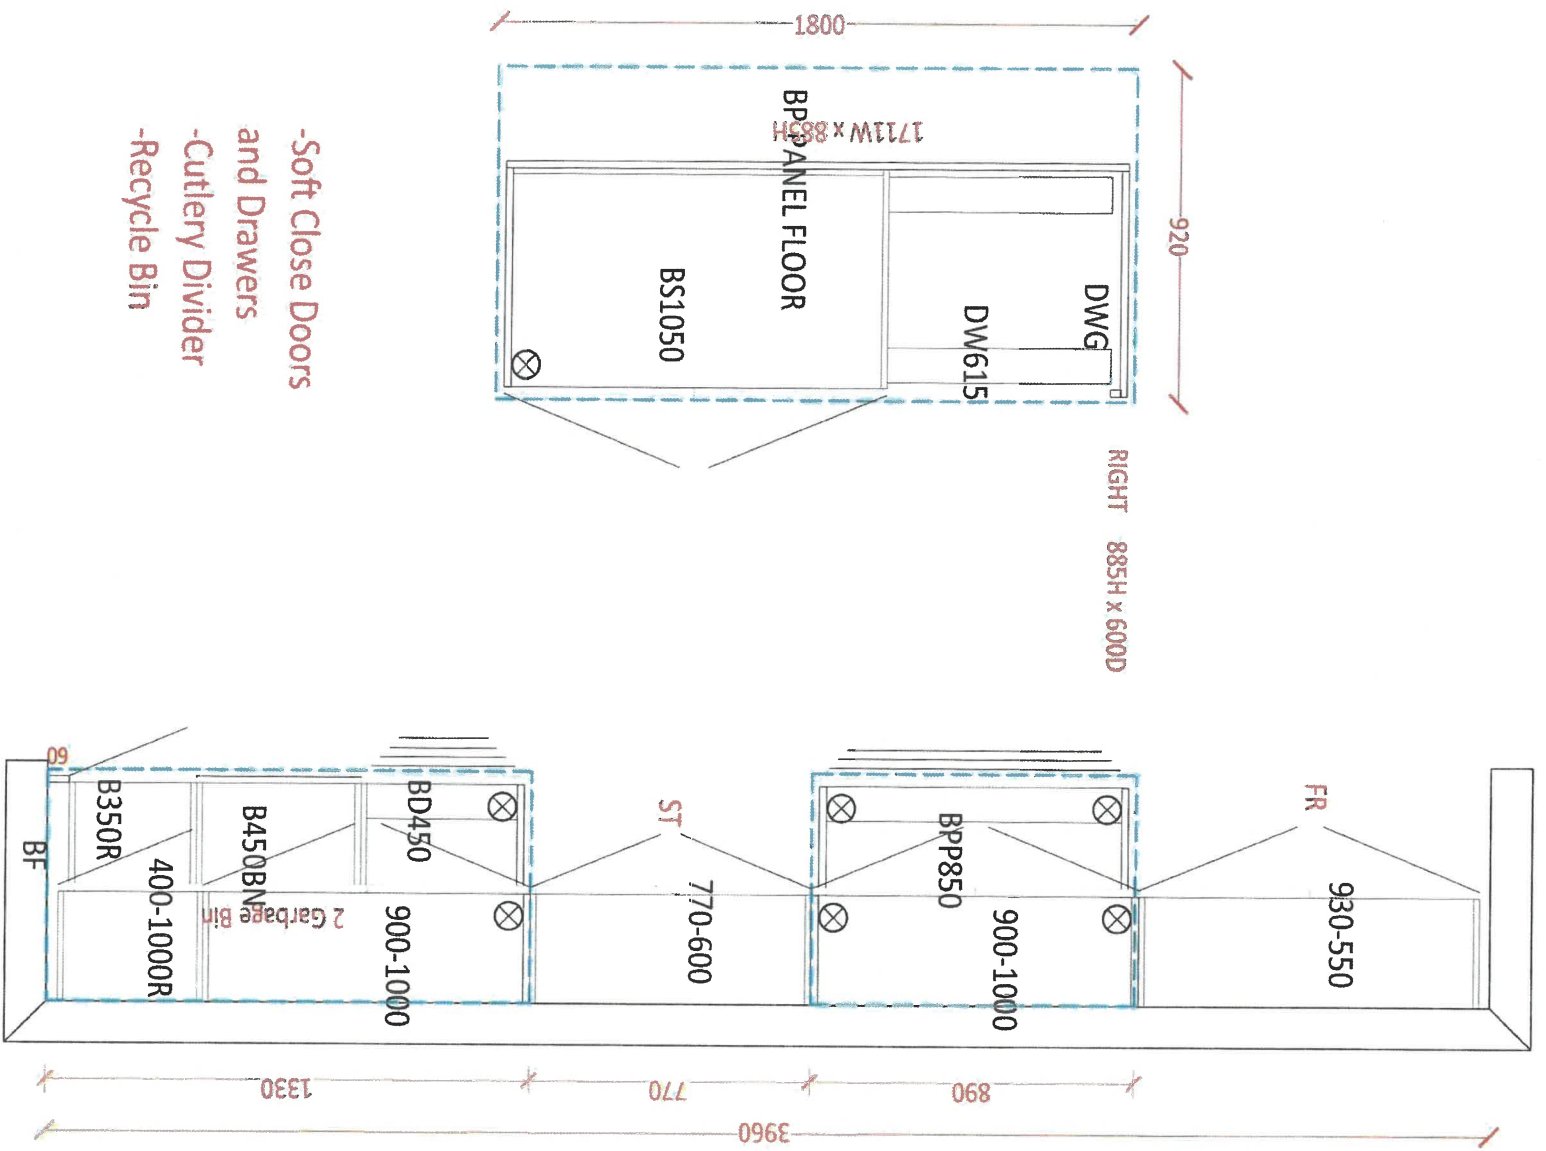 1800
920
1711W x 885H
BP PANEL FLOOR
BS1050
DW615
DWG
-Soft Close Doors
and Drawers
-Cutlery Divider
-Recycle Bin
RIGHT 885H x 600D
60
B350R
BF
400-1000R
B450BN
2 Garbage Bin
BD450
900-1000
ST
770-600
BPP850
900-1000
FR
930-550
1330
770
890
3960